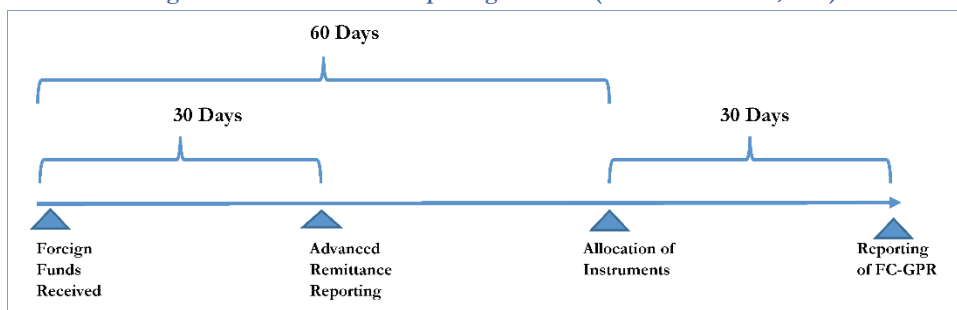 60 Days
30 Days
30 Days
Foreign
Funds
Received
Advanced
Remittance
Reporting
Allocation of
Instruments
Reporting
of FC-GPR